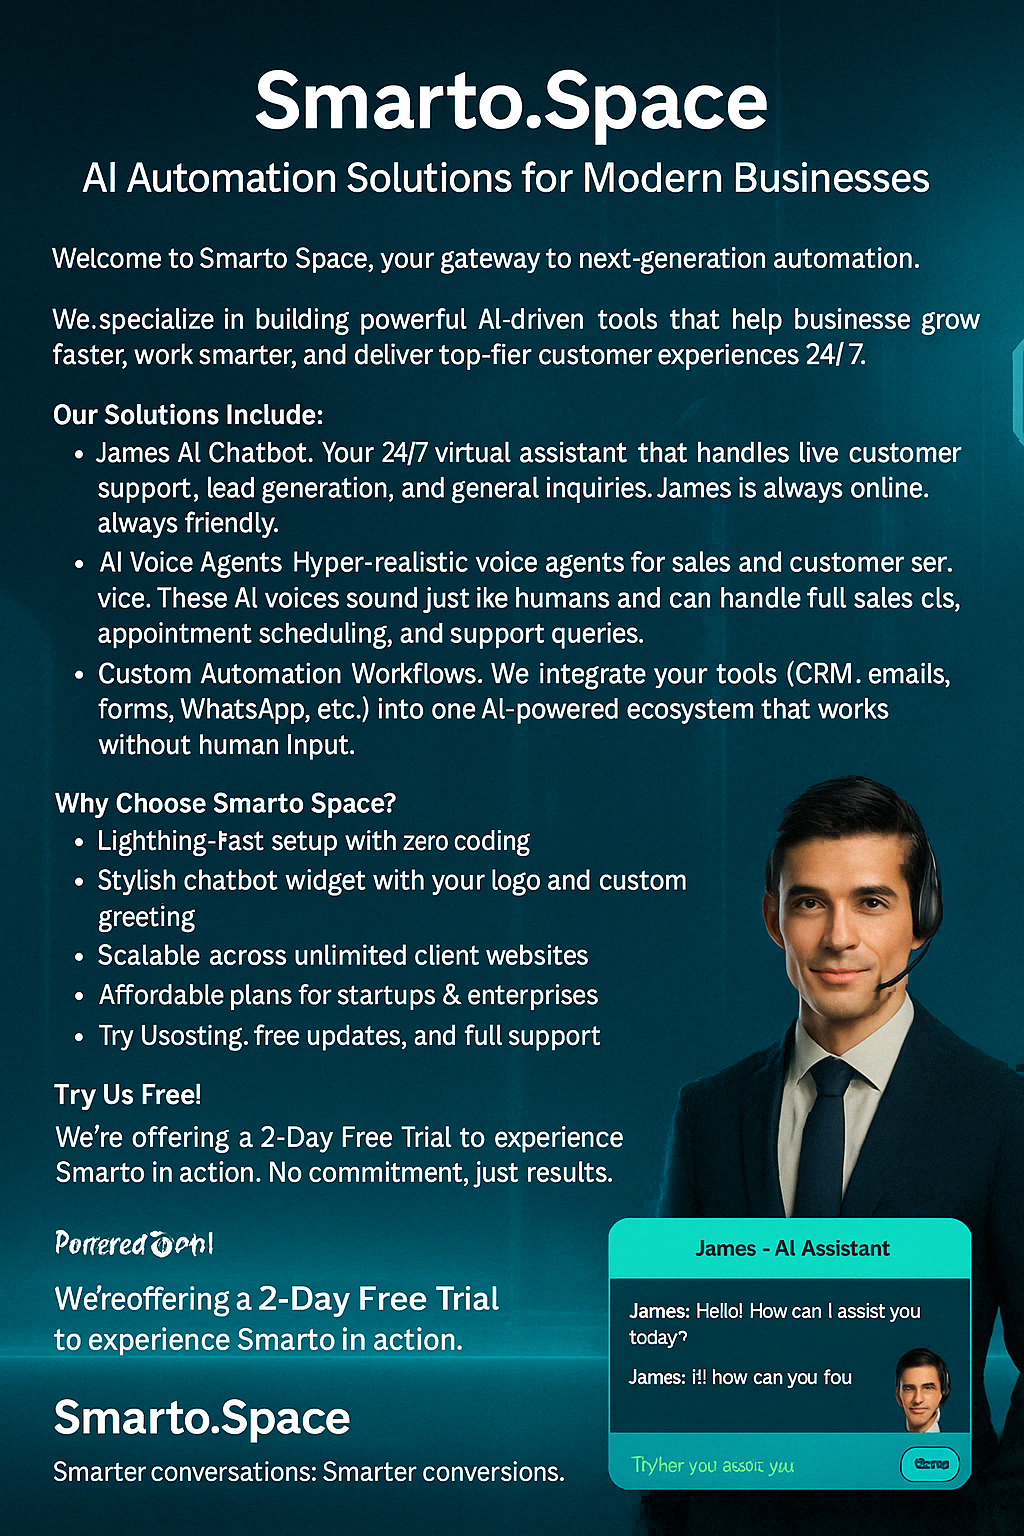 Smarto.Space
AI Automation Solutions for Modern Businesses
Welcome to Smarto Space, your gateway to next-generation automation.
We.specialize in building powerful AI-driven tools that help businesse grow
faster, work smarter, and deliver top-fier customer experiences 24/7.
Our Solutions Include:
• James AI Chatbot. Your 24/7 virtual assistant that handles live customer
support, lead generation, and general inquiries. James is always online.
always friendly.
• AI Voice Agents Hyper-realistic voice agents for sales and customer ser.
vice. These AI voices sound just ike humans and can handle full sales cls,
appointment scheduling, and support queries.
• Custom Automation Workflows. We integrate your tools (CRM. emails,
forms, WhatsApp, etc.) into one AI-powered ecosystem that works
without human Input.
Why Choose Smarto Space?
• Lighthing-Fast setup with zero coding
• Stylish chatbot widget with your logo and custom
greeting
• Scalable across unlimited client websites
• Affordable plans for startups & enterprises
• Try Usosting. free updates, and full support
Try Us Free!
We're offering a 2-Day Free Trial to experience
Smarto in action. No commitment, just results.
We'reoffering a 2-Day Free Trial
to experience Smarto in action.
Smarto.Space
Smarter conversations: Smarter conversions.
James - AI Assistant
James: Hello! How can I assist you
today?
James: i!! how can you fou
you